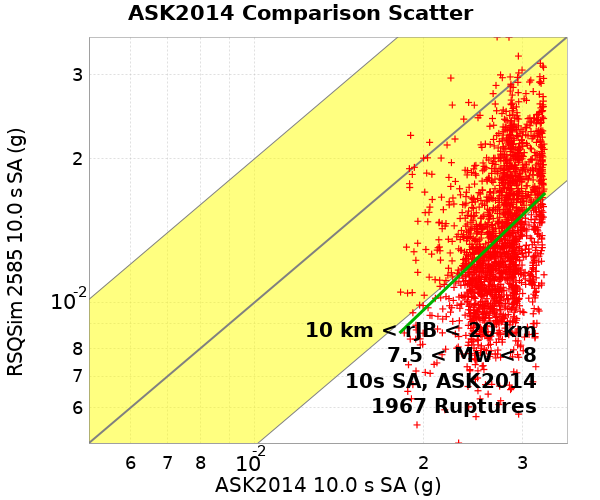 ASK2014 Comparison Scatter
RSQSim 2585 10.0 s SA (g)
3
2
10-2
8
7
6
10 km < rJB < 20 km
7.5 < Mw < 8
10s SA, ASK2014
1967 Ruptures
6 7 8 10-2 2 3
ASK2014 10.0 s SA (g)